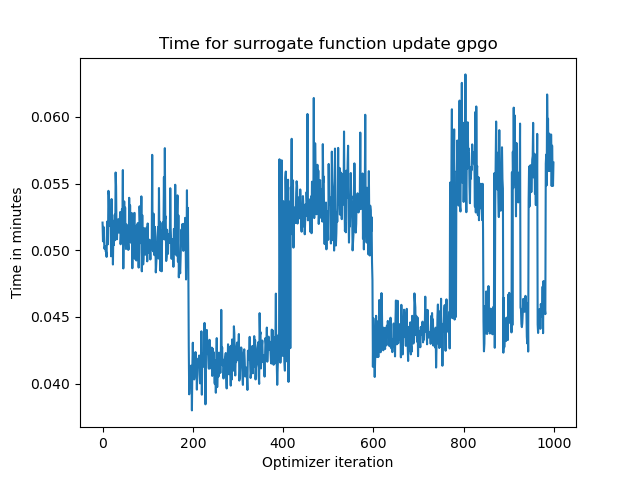 Time for surrogate function update gpgo
0.060
0.055
0.050
0.045
0.040
Time in minutes
0 200 400 600 800 1000
Optimizer iteration